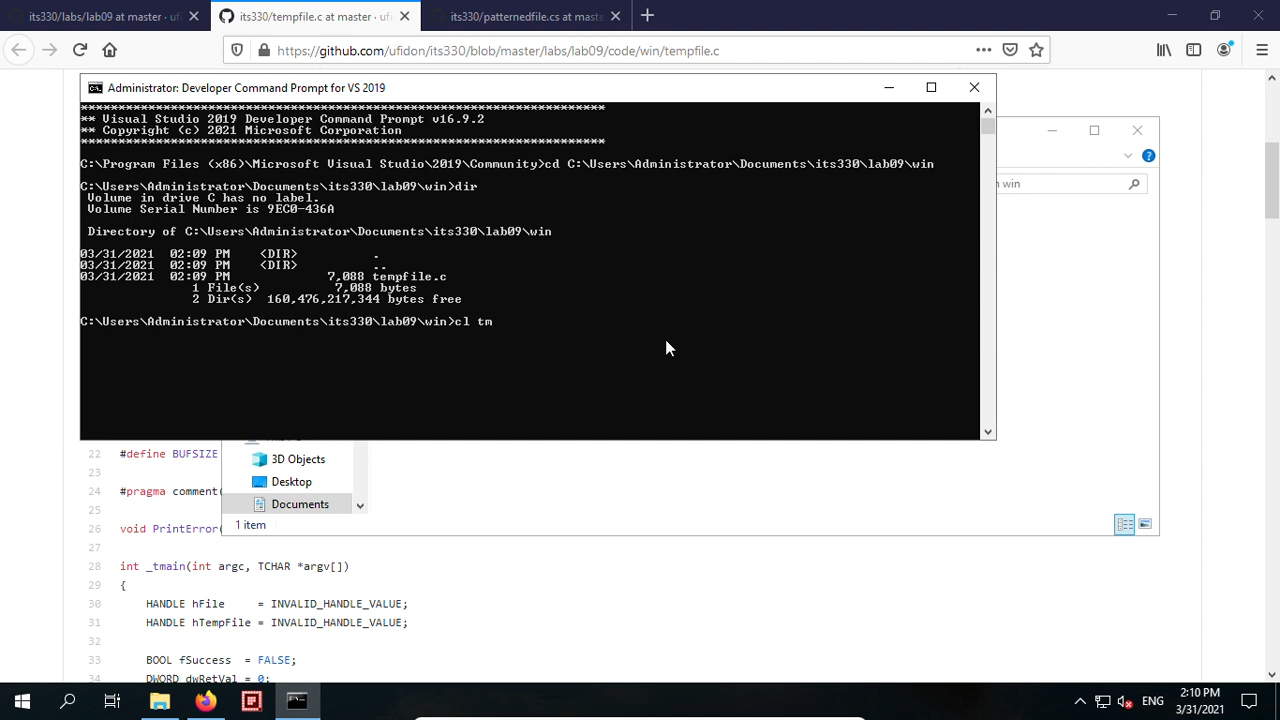 its330/labs/lab09 at master · ufi
its330/tempfile.c at master · ufi
its330/patternedfile.cs at maste
https://github.com/ufidon/its330/blob/master/labs/lab09/code/win/tempfile.c
Administrator: Developer Command Prompt for VS 2019
**********************************************************************
** Visual Studio 2019 Developer Command Prompt v16.9.2
** Copyright (c) 2021 Microsoft Corporation
**********************************************************************
C:\Program Files (x86)\Microsoft Visual Studio\2019\Community>cd C:\Users\Administrator\Documents\its330\lab09\win
C:\Users\Administrator\Documents\its330\lab09\win>dir
Volume in drive C has no label.
Volume Serial Number is 9EC0-436A
Directory of C:\Users\Administrator\Documents\its330\lab09\win
03/31/2021 02:09 PM <DIR> .
03/31/2021 02:09 PM <DIR> ..
03/31/2021 02:09 PM 7,088 tempfile.c
1 File(s) 7,088 bytes
2 Dir(s) 160,476,217,344 bytes free
C:\Users\Administrator\Documents\its330\lab09\win>cl tm
win
3D Objects
Desktop
Documents
1 item
22 #define BUFSIZE
23
24 #pragma comment(
25
26 void PrintError(
27
28 int _tmain(int argc, TCHAR *argv[])
29 {
30 HANDLE hFile = INVALID_HANDLE_VALUE;
31 HANDLE hTempFile = INVALID_HANDLE_VALUE;
32
33 BOOL fSuccess = FALSE;
34 DWORD dwRetVal = 0;
ENG
2:10 PM
3/31/2021